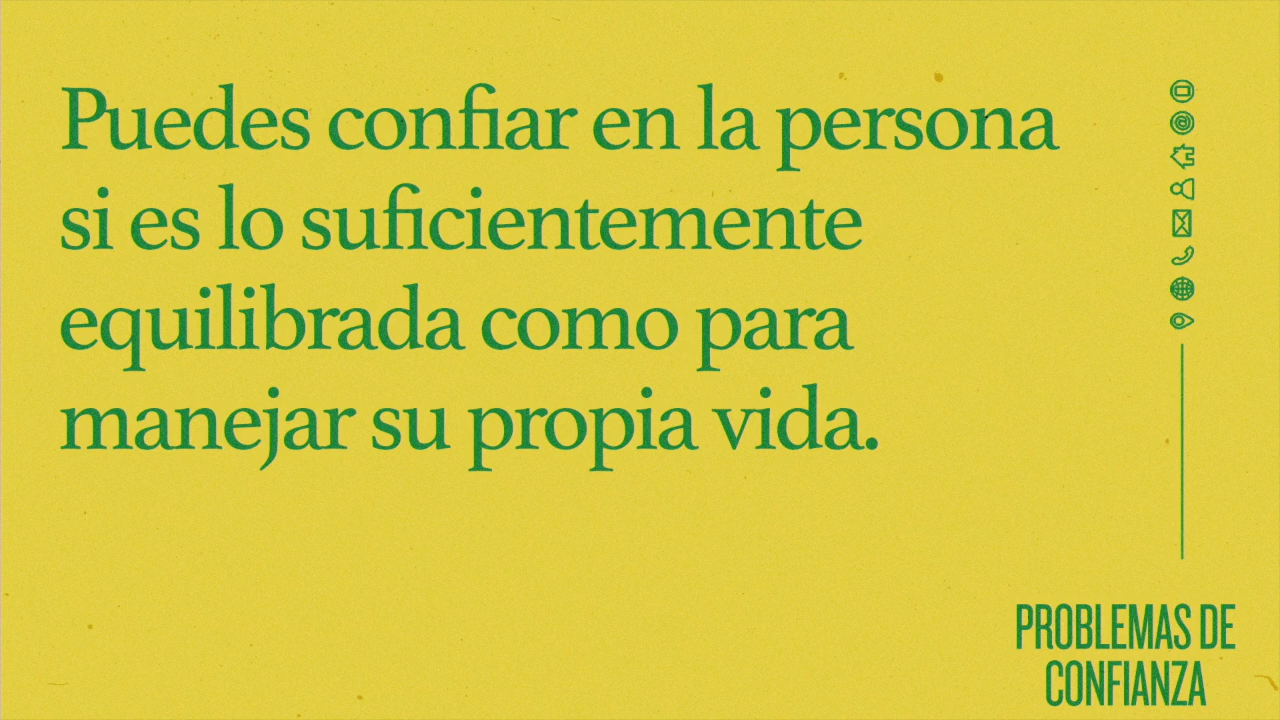 Puedes confiar en la persona
si es lo suficientemente
equilibrada como para
manejar su propia vida.
PROBLEMAS DE
CONFIANZA